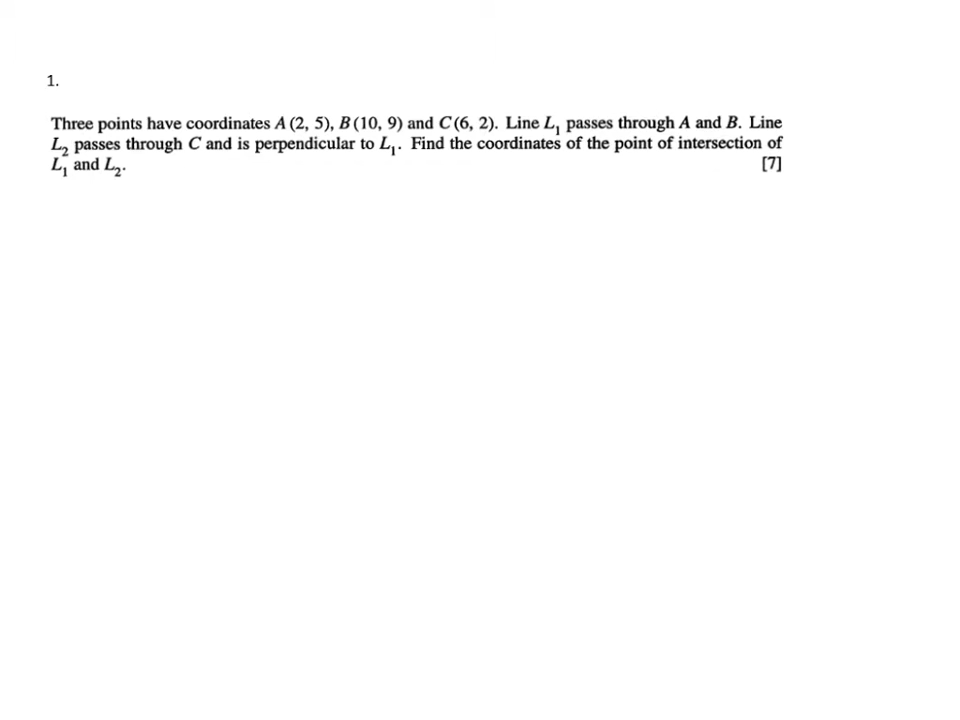 1.
Three points have coordinates A (2, 5), B (10, 9) and C (6, 2). Line L₁ passes through A and B. Line
L₂ passes through C and is perpendicular to L₁. Find the coordinates of the point of intersection of
L₁ and L₂. [7]